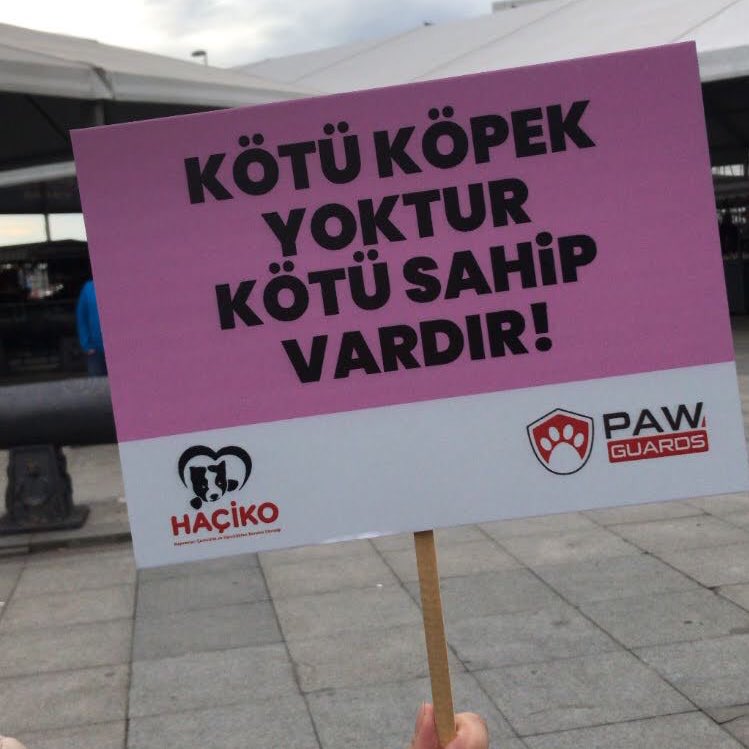 KÖTÜ KÖPEK
YOKTUR
KÖTÜ SAHİP
VARDIR!
HAÇİKO
PAW
GUARDS